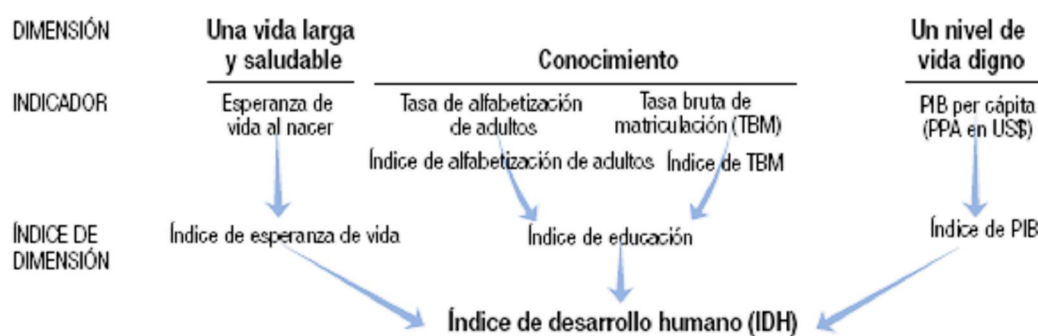 DIMENSIÓN
Una vida larga
y saludable
Conocimiento
Un nivel de
vida digno
INDICADOR
Esperanza de
vida al nacer
Tasa de alfabetización
de adultos
Tasa bruta de
matriculación (TBM)
PIB per cápita
(PPA en US$)
Índice de alfabetización de adultos
Índice de TBM
ÍNDICE DE
DIMENSIÓN
Índice de esperanza de vida
Índice de educación
Índice de PIB
Índice de desarrollo humano (IDH)